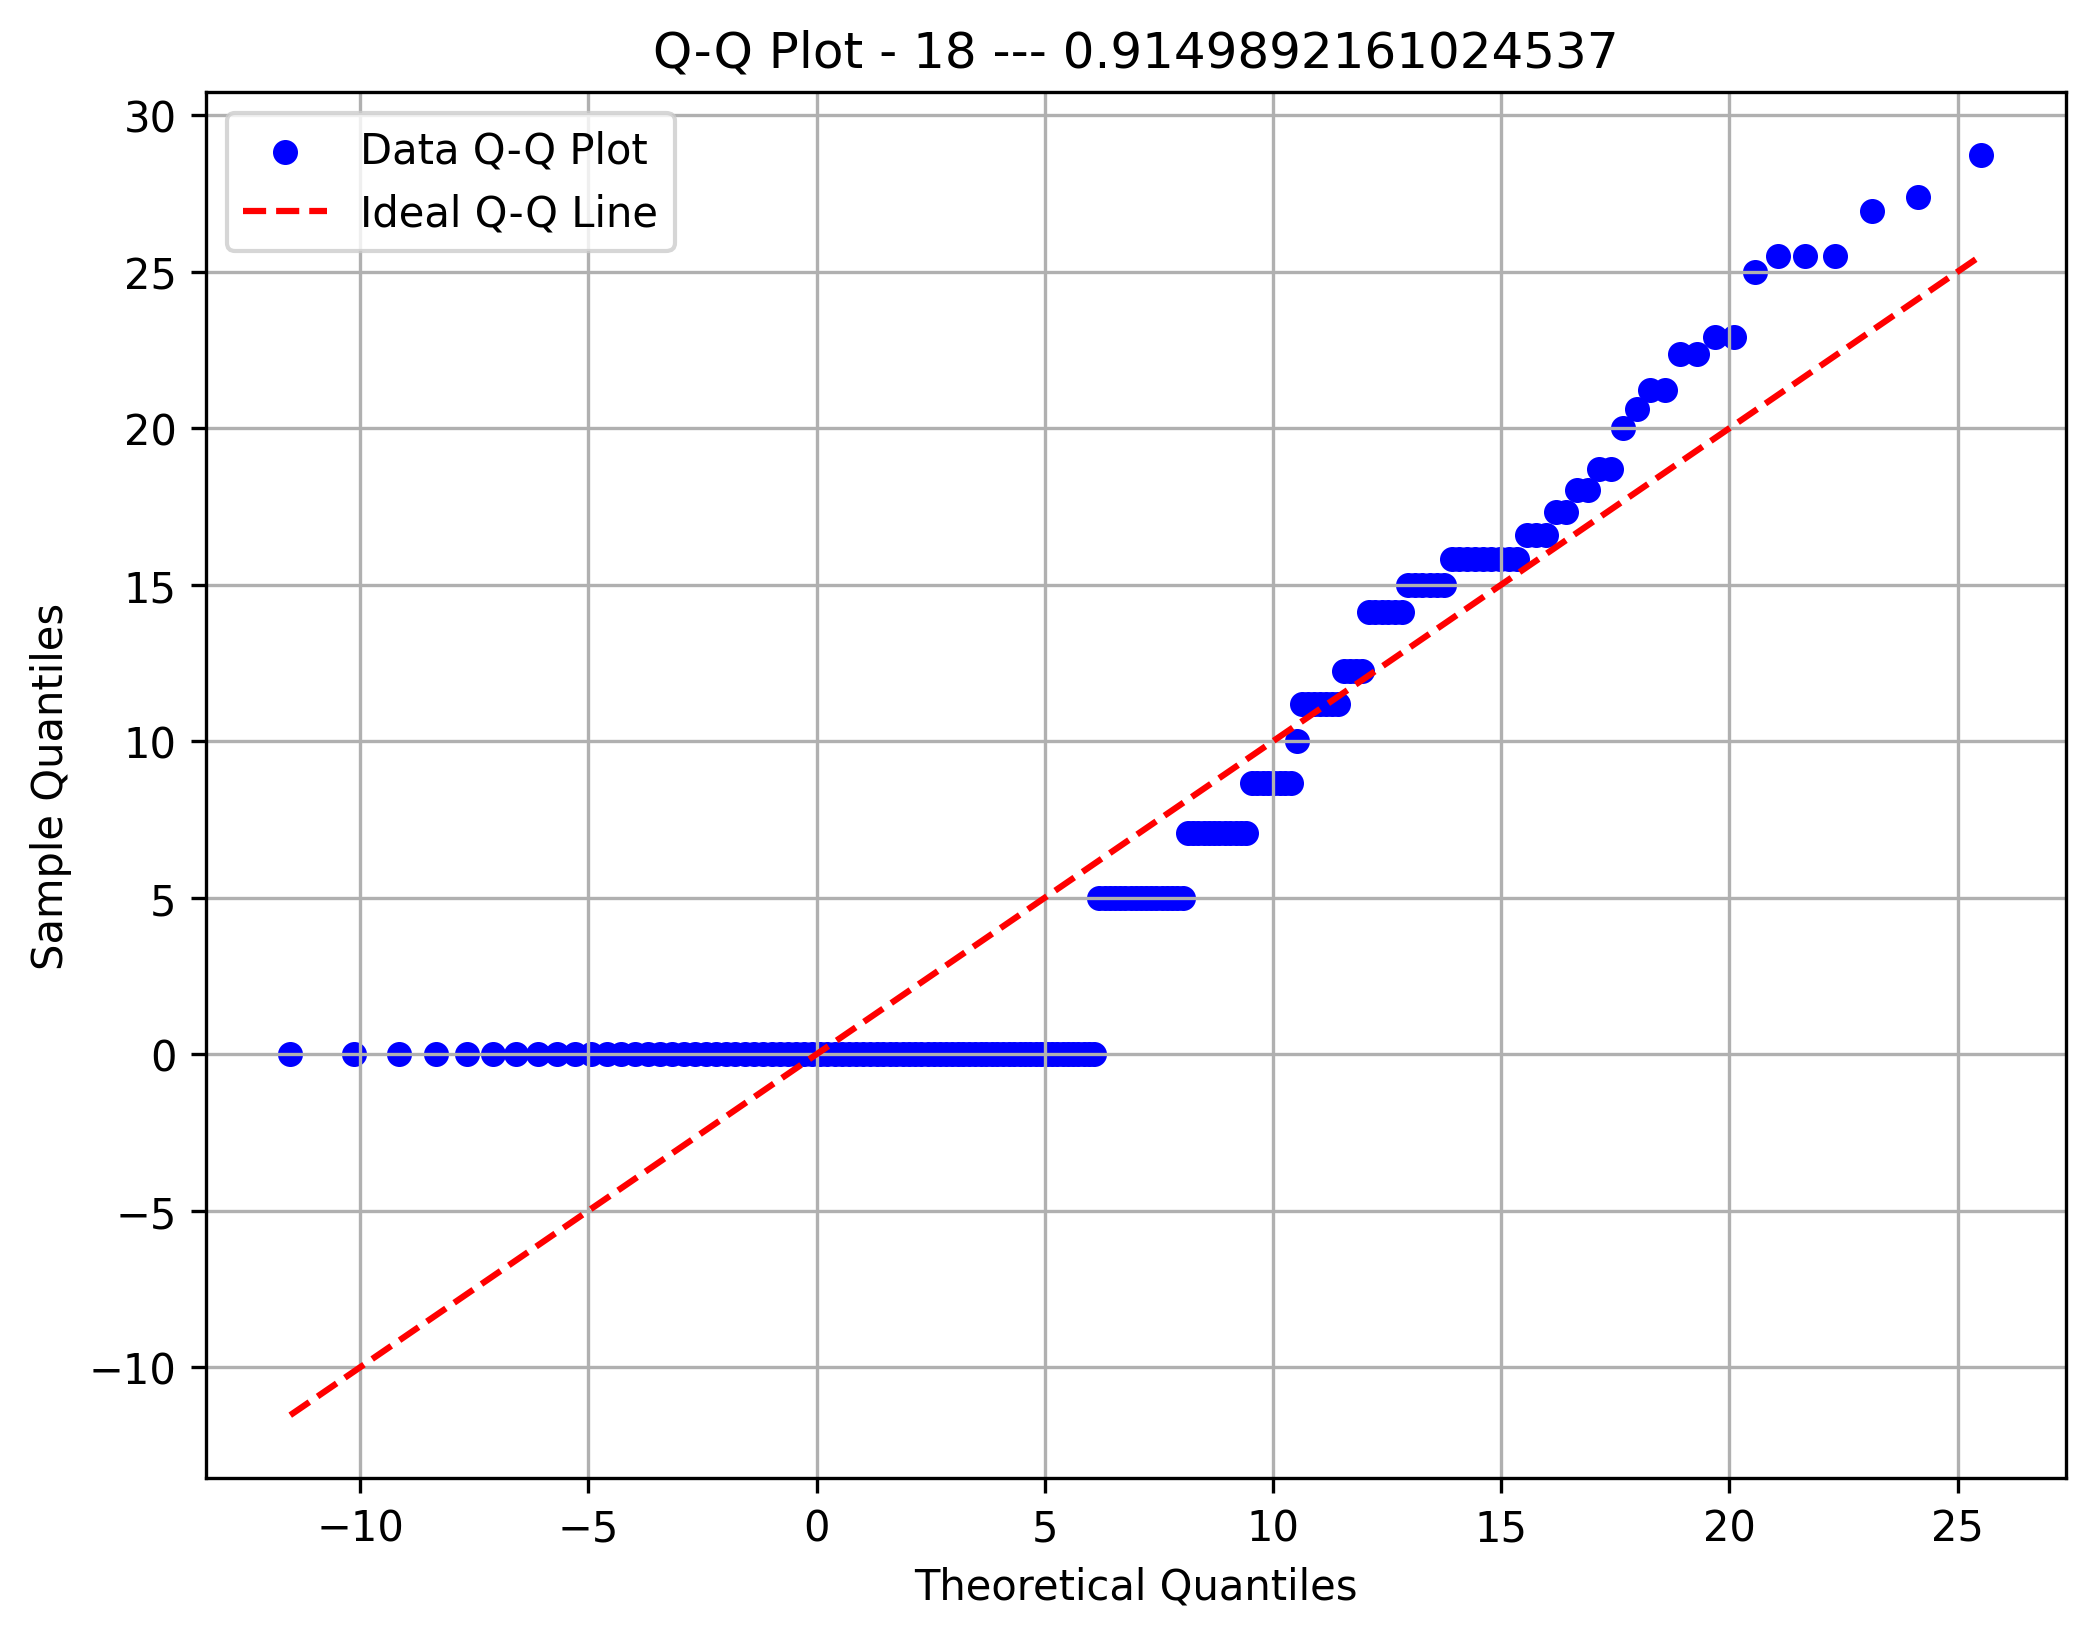 Q-Q Plot - 18 --- 0.9149892161024537
Data Q-Q Plot
Ideal Q-Q Line
30
25
20
15
10
5
0
−5
−10
Sample Quantiles
−10 −5 0 5 10 15 20 25
Theoretical Quantiles